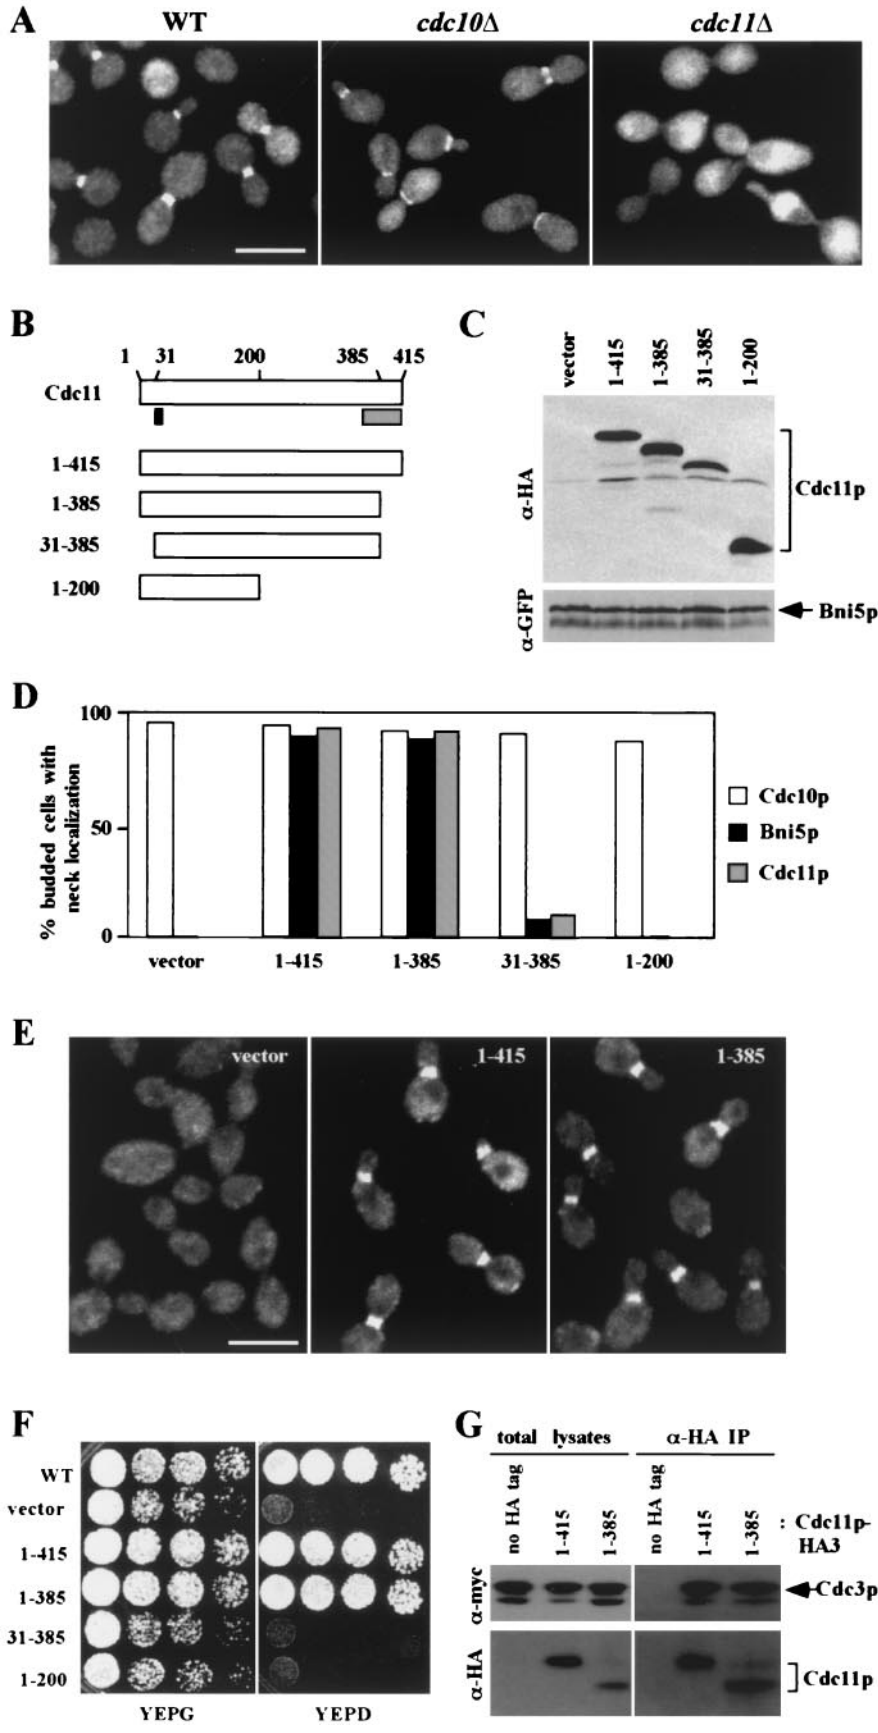 A WT cdc10Δ cdc11Δ
B
1 31 200 385 415
Cdc11
1-415
1-385
31-385
1-200
C
vector 1-415 1-385 31-385 1-200
α-HA
Cdc11p
α-GFP
Bni5p
D
% budded cells with
neck localization
100
50
0
vector 1-415 1-385 31-385 1-200
Cdc10p
Bni5p
Cdc11p
E
vector 1-415 1-385
F
WT
vector
1-415
1-385
31-385
1-200
YEPG YEPD
G
total lysates α-HA IP
no HA tag 1-415 1-385 no HA tag 1-415 1-385 : Cdc11p-
HA3
α-myc
Cdc3p
α-HA
Cdc11p